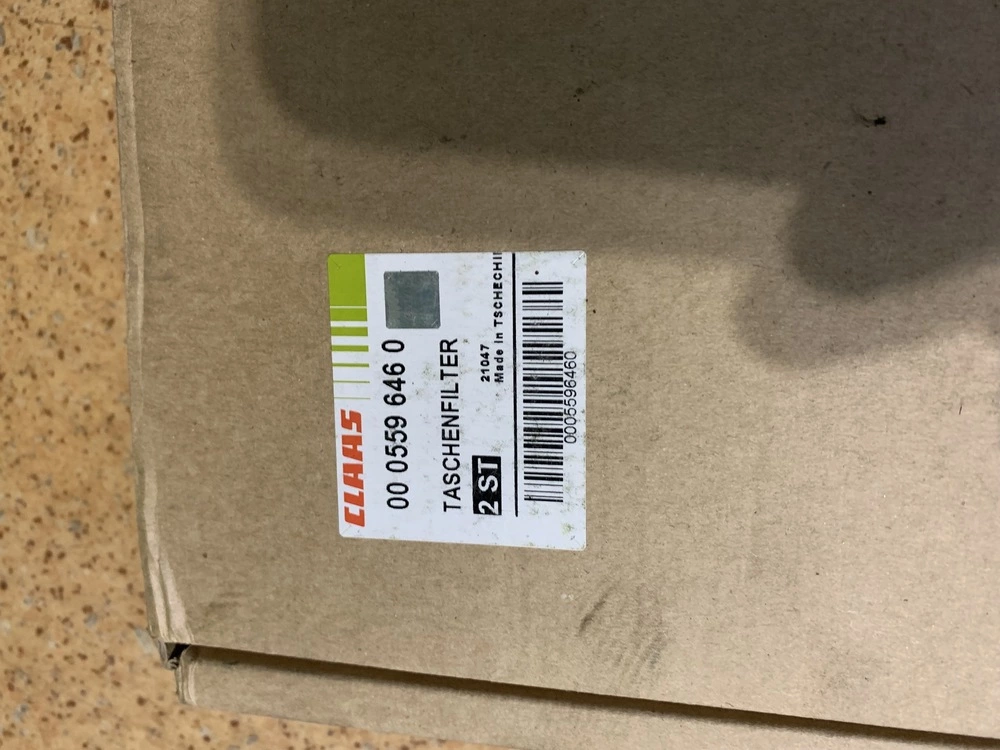 CLAAS
00 0559 646 0
TASCHENFILTER
2 ST
21047
Made in TSCHECHI
0005596460